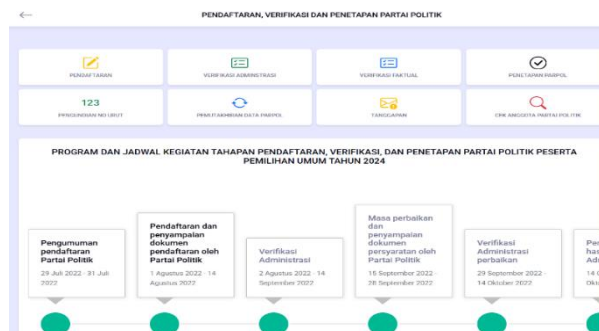 PENDAFTARAN, VERIFIKASI DAN PENETAPAN PARTAI POLITIK
PENDAFTARAN
VERIFIKASI ADMINISTRASI
VERIFIKASI FAKTUAL
PENETAPAN PARPOL
123
PENGUNDIAN NO URUT
PEMUTAKHIRAN DATA PARPOL
TANGGAPAN
CEK ANGGOTA PARTAI POLITIK
PROGRAM DAN JADWAL KEGIATAN TAHAPAN PENDAFTARAN, VERIFIKASI, DAN PENETAPAN PARTAI POLITIK PESERTA
PEMILIHAN UMUM TAHUN 2024
Pengumuman
pendaftaran
Partai Politik
29 Juli 2022 - 31 Juli
2022
Pendaftaran dan
penyampaian
dokumen
pendaftaran oleh
Partai Politik
1 Agustus 2022 - 14
Agustus 2022
Verifikasi
Administrasi
2 Agustus 2022 - 14
September 2022
Masa perbaikan
dan
penyampaian
dokumen
persyaratan oleh
Partai Politik
15 September 2022 -
28 September 2022
Verifikasi
Administrasi
perbaikan
29 September 2022 -
14 Oktober 2022